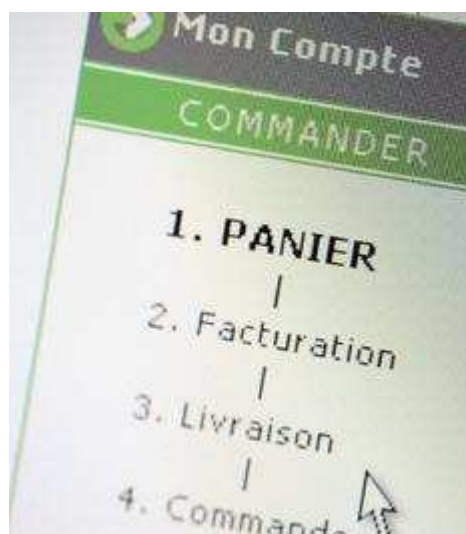 Mon Compte
COMMANDER
1. PANIER
|
2. Facturation
|
3. Livraison
|
4.